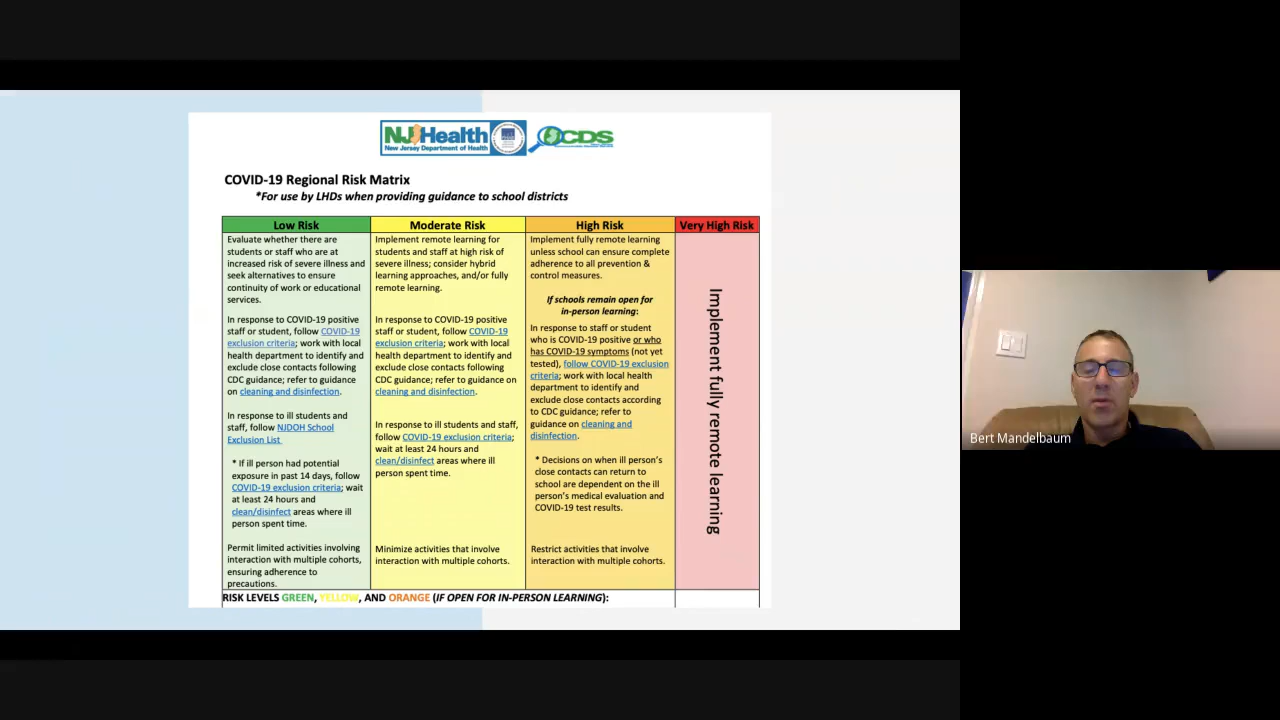 NJHealth
New Jersey Department of Health
CDS
COVID-19 Regional Risk Matrix
*For use by LHDs when providing guidance to school districts
Low Risk
Evaluate whether there are
students or staff who are at
increased risk of severe illness and
seek alternatives to ensure
continuity of work or educational
services.
In response to COVID-19 positive
staff or student, follow COVID-19
exclusion criteria; work with local
health department to identify and
exclude close contacts following
CDC guidance; refer to guidance
on cleaning and disinfection.
In response to ill students and
staff, follow NJDOH School
Exclusion List
* If ill person had potential
exposure in past 14 days, follow
COVID-19 exclusion criteria; wait
at least 24 hours and
clean/disinfect areas where ill
person spent time.
Permit limited activities involving
interaction with multiple cohorts,
ensuring adherence to
precautions.
Moderate Risk
Implement remote learning for
students and staff at high risk of
severe illness; consider hybrid
learning approaches, and/or fully
remote learning.
In response to COVID-19 positive
staff or student, follow COVID-19
exclusion criteria; work with local
health department to identify and
exclude close contacts following
CDC guidance; refer to guidance on
cleaning and disinfection.
In response to ill students and staff,
follow COVID-19 exclusion criteria;
wait at least 24 hours and
clean/disinfect areas where ill
person spent time.
Minimize activities that involve
interaction with multiple cohorts.
High Risk
Implement fully remote learning
unless school can ensure complete
adherence to all prevention &
control measures.
If schools remain open for
in-person learning:
In response to staff or student
who is COVID-19 positive or who
has COVID-19 symptoms (not yet
tested), follow COVID-19 exclusion
criteria; work with local health
department to identify and
exclude close contacts according
to CDC guidance; refer to
guidance on cleaning and
disinfection.
* Decisions on when ill person's
close contacts can return to
school are dependent on the ill
person's medical evaluation and
COVID-19 test results.
Restrict activities that involve
interaction with multiple cohorts.
Very High Risk
Implement fully remote learning
RISK LEVELS GREEN, YELLOW, AND ORANGE (IF OPEN FOR IN-PERSON LEARNING):
Bert Mandelbaum